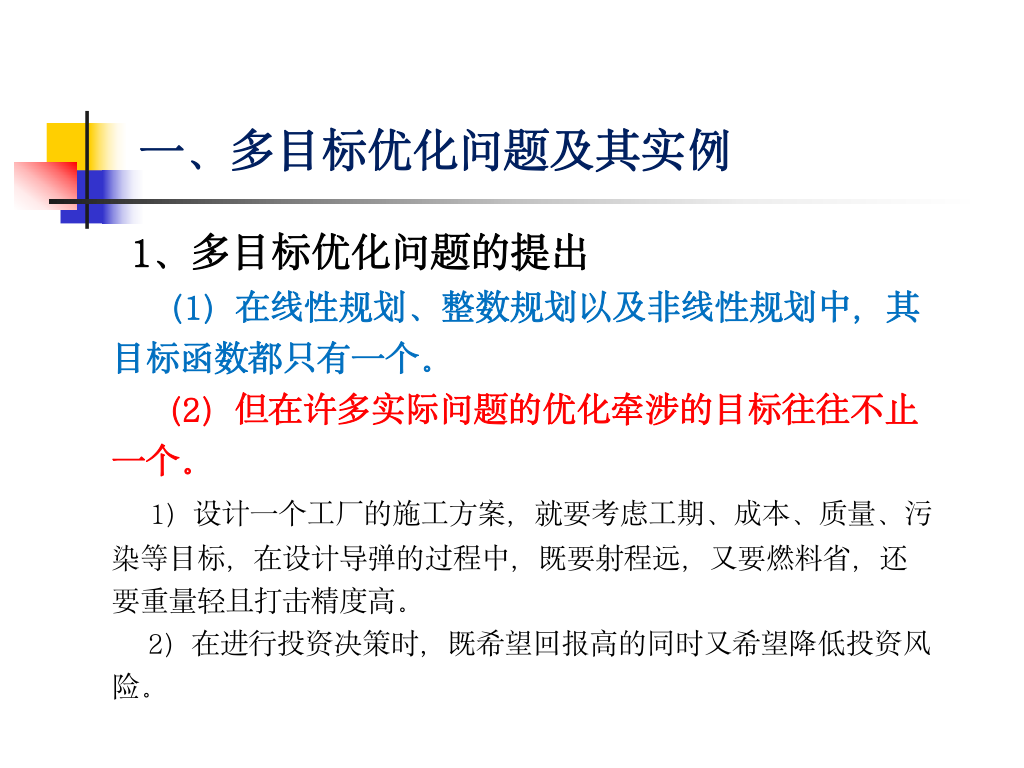 一、多目标优化问题及其实例
1、多目标优化问题的提出
(1) 在线性规划、整数规划以及非线性规划中，其
目标函数都只有一个。
(2) 但在许多实际问题的优化牵涉的目标往往不止
一个。
1) 设计一个工厂的施工方案，就要考虑工期、成本、质量、污
染等目标，在设计导弹的过程中，既要射程远，又要燃料省，还
要重量轻且打击精度高。
2) 在进行投资决策时，既希望回报高的同时又希望降低投资风
险。